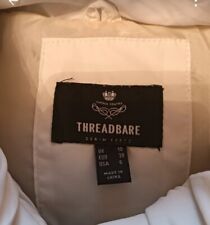 THREADBARE
UK 10
EUR 38
USA 6
MADE IN
CHINA